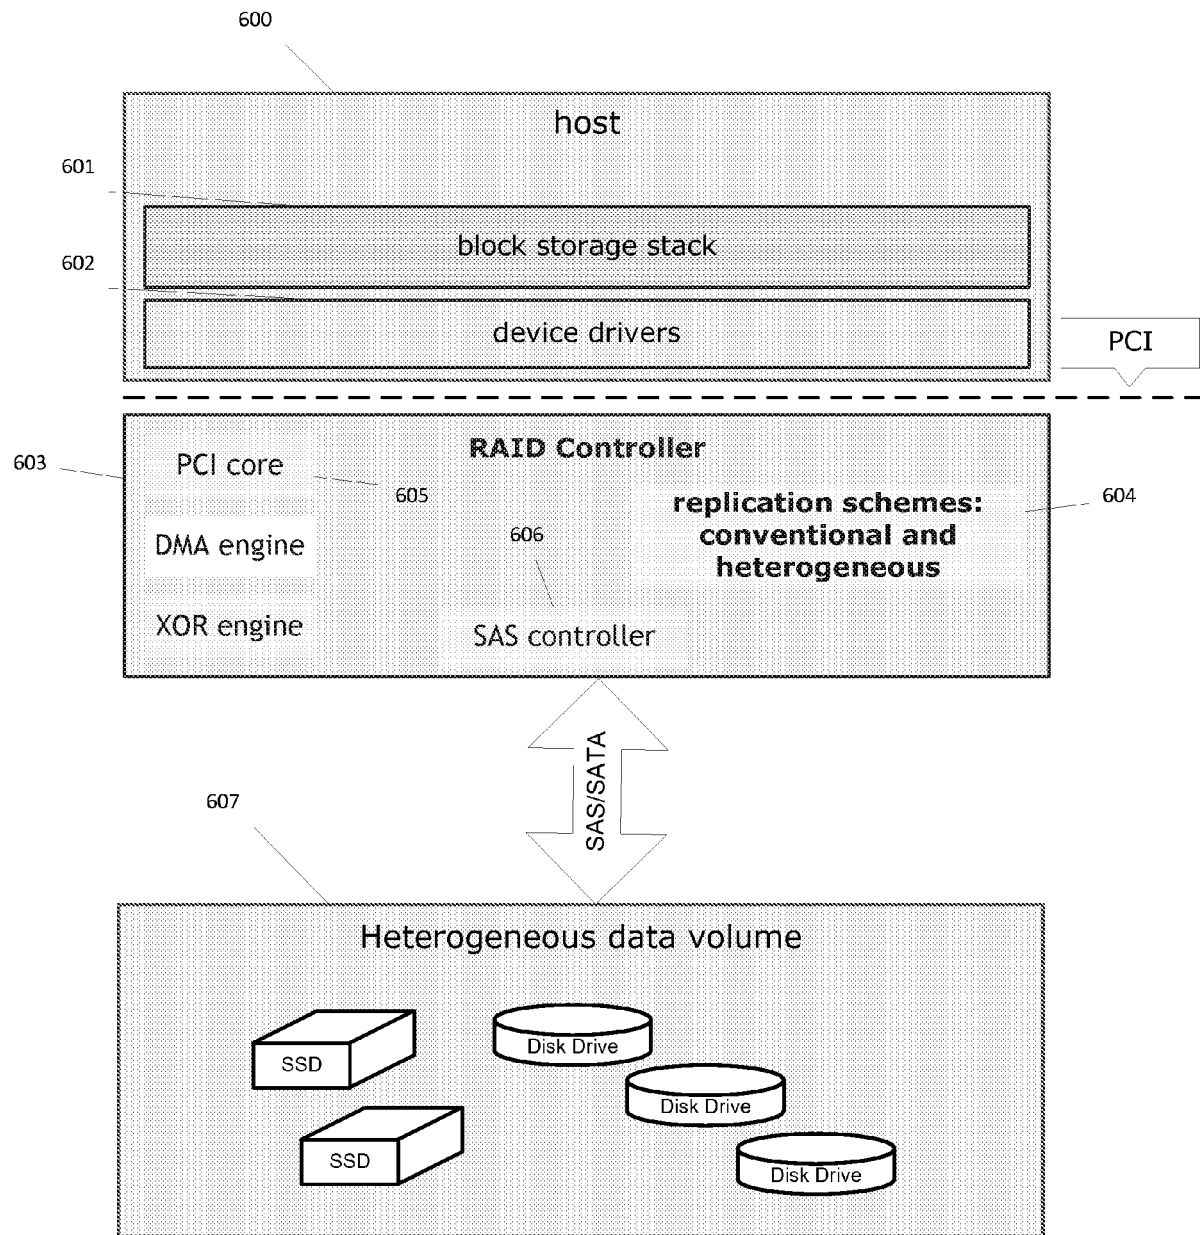 600
host
601
block storage stack
602
device drivers
PCI
RAID Controller
603
PCI core
605
replication schemes:
conventional and
heterogeneous
604
606
DMA engine
XOR engine
SAS controller
SAS/SATA
607
Heterogeneous data volume
SSD
Disk Drive
Disk Drive
SSD
Disk Drive